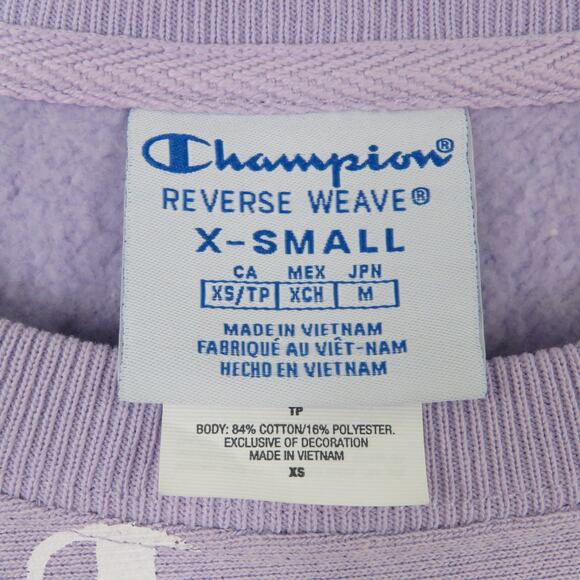 Champion®
REVERSE WEAVE®
X-SMALL
CA MEX JPN
XS/TP XCH M
MADE IN VIETNAM
FABRIQUÉ AU VIÊT-NAM
HECHO EN VIETNAM
TP
BODY: 84% COTTON/16% POLYESTER.
EXCLUSIVE OF DECORATION
MADE IN VIETNAM
XS